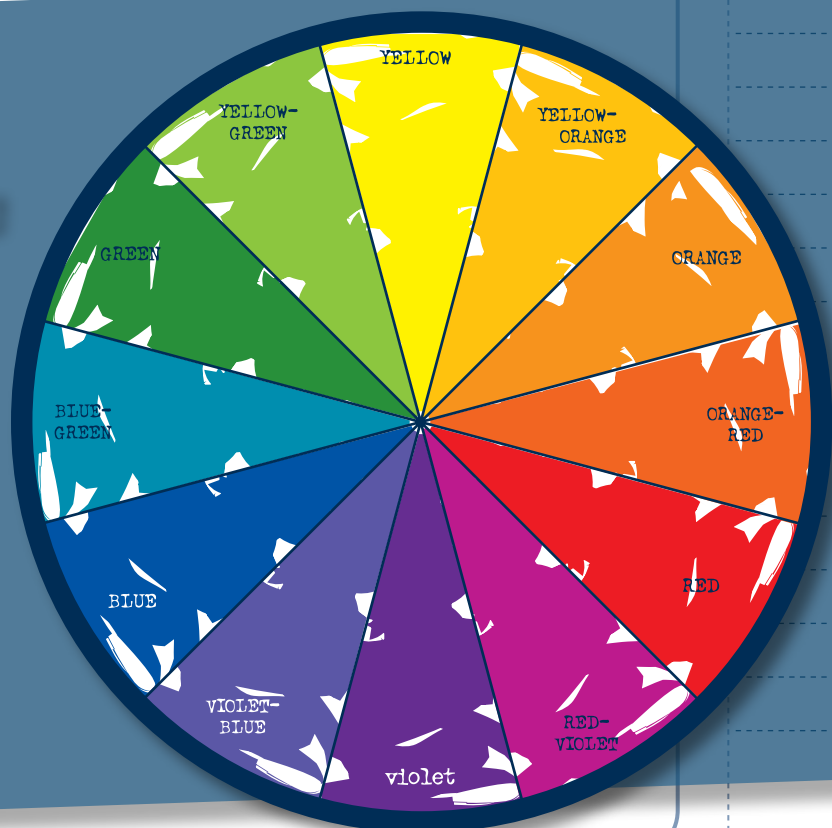 YELLOW
YELLOW-
ORANGE
ORANGE
ORANGE-
RED
RED
RED-
VIOLET
violet
VIOLET-
BLUE
BLUE
BLUE-
GREEN
GREEN
YELLOW-
GREEN